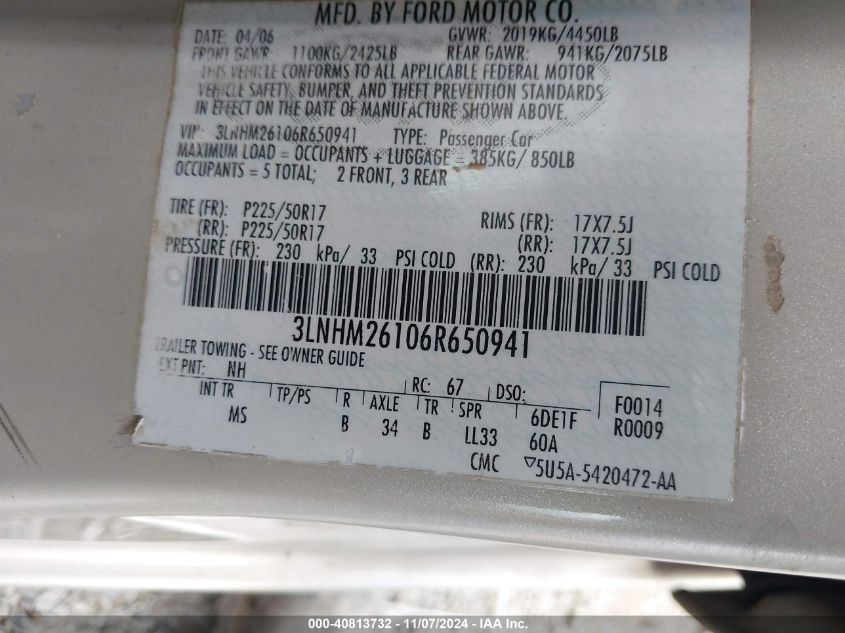 MFD. BY FORD MOTOR CO.
DATE: 04/06 GVWR: 2019KG/4450LB
FRONT GAWR: 1100KG/2425LB REAR GAWR: 941KG/2075LB
THIS VEHICLE CONFORMS TO ALL APPLICABLE FEDERAL MOTOR
VEHICLE SAFETY, BUMPER, AND THEFT PREVENTION STANDARDS
IN EFFECT ON THE DATE OF MANUFACTURE SHOWN ABOVE.
VIN: 3LNHM26106R650941 TYPE: Passenger Car
MAXIMUM LOAD = OCCUPANTS + LUGGAGE = 385KG/ 850LB
OCCUPANTS = 5 TOTAL; 2 FRONT, 3 REAR
TIRE (FR): P225/50R17 RIMS (FR): 17X7.5J
(RR): P225/50R17 (RR): 17X7.5J
PRESSURE (FR): 230 kPa/ 33 PSI COLD (RR): 230 kPa/ 33 PSI COLD
3LNHM26106R650941
TRAILER TOWING - SEE OWNER GUIDE
EXT PNT: NH RC: 67 DSO:
INT TR TP/PS R AXLE TR SPR 6DE1F F0014
MS B 34 B LL33 60A R0009
CMC ▽5U5A-5420472-AA
000-40813732 - 11/07/2024 - IAAI.com